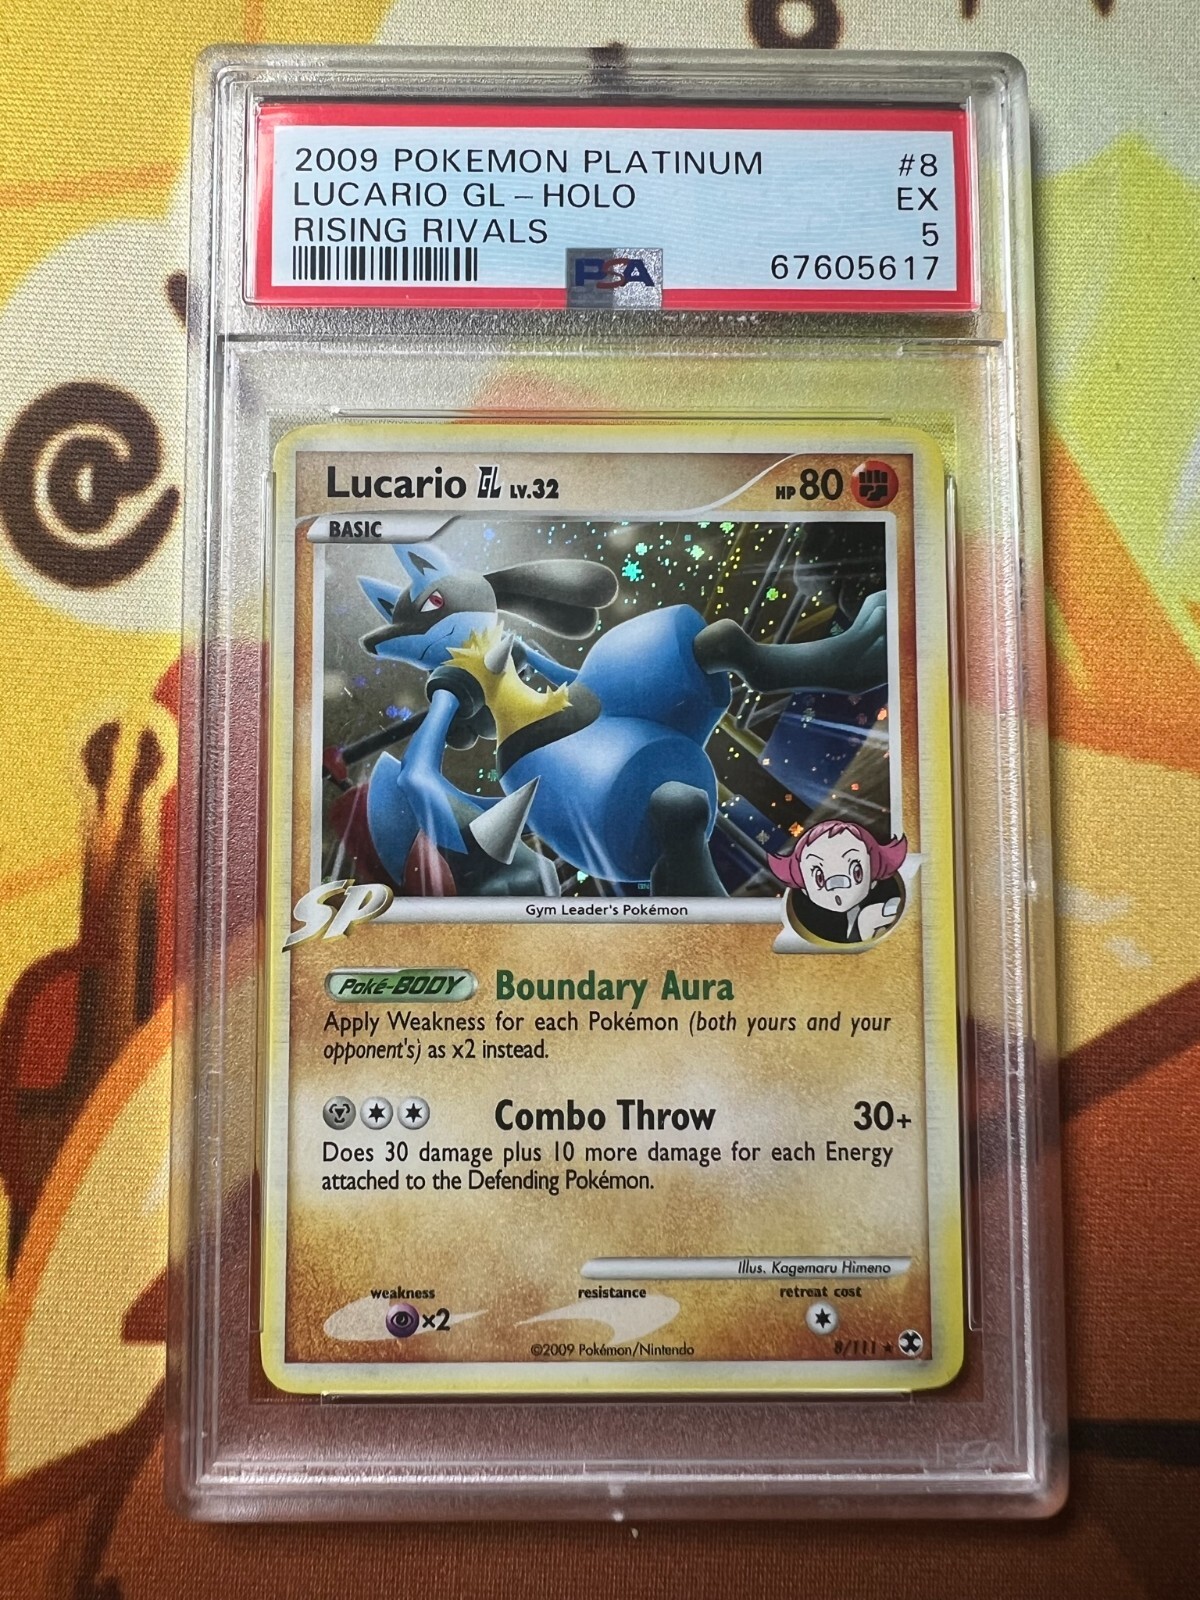 2009 POKEMON PLATINUM #8
LUCARIO GL-HOLO EX
RISING RIVALS 5
PSA 67605617
Lucario GL LV.32 HP 80
BASIC
SP
Gym Leader's Pokémon
Poké-BODY Boundary Aura
Apply Weakness for each Pokémon (both yours and your
opponent's) as x2 instead.
Combo Throw 30+
Does 30 damage plus 10 more damage for each Energy
attached to the Defending Pokémon.
Illus. Kagemaru Himeno
weakness resistance retreat cost
×2
©2009 Pokémon/Nintendo 8/111 ★